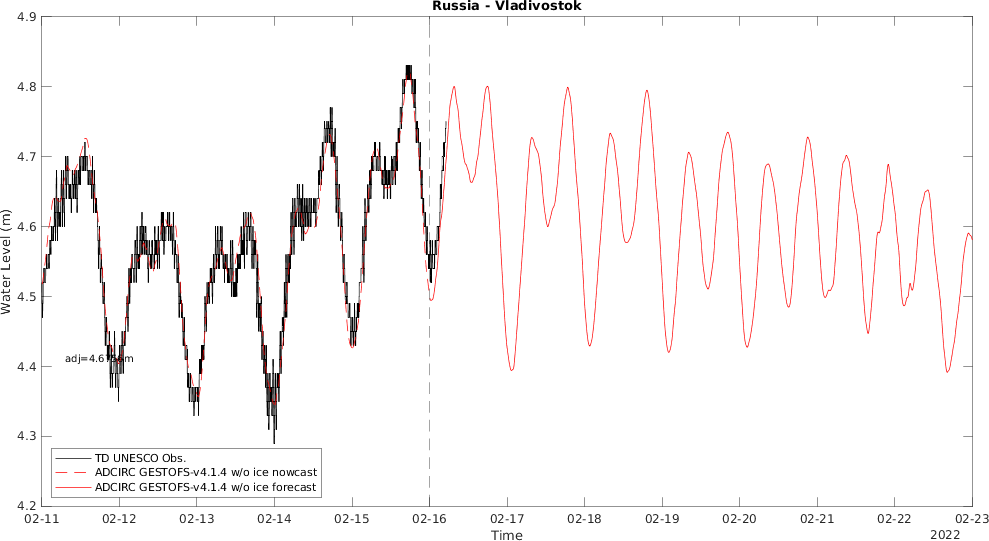 Russia - Vladivostok
4.9
4.8
4.7
4.6
4.5
4.4
4.3
4.2
Water Level (m)
adj=4.6756m
TD UNESCO Obs.
ADCIRC GESTOFS-v4.1.4 w/o ice nowcast
ADCIRC GESTOFS-v4.1.4 w/o ice forecast
02-11 02-12 02-13 02-14 02-15 02-16 02-17 02-18 02-19 02-20 02-21 02-22 02-23
Time
2022